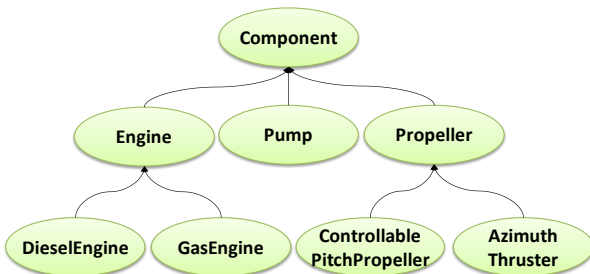 Component
Engine
Pump
Propeller
DieselEngine
GasEngine
Controllable
PitchPropeller
Azimuth
Thruster